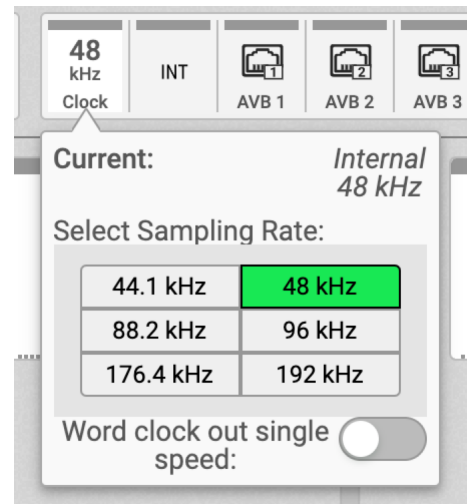 48
kHz
Clock
INT
1
AVB 1
2
AVB 2
3
AVB 3
Current:
Internal
48 kHz
Select Sampling Rate:
44.1 kHz
48 kHz
88.2 kHz
96 kHz
176.4 kHz
192 kHz
Word clock out single
speed: